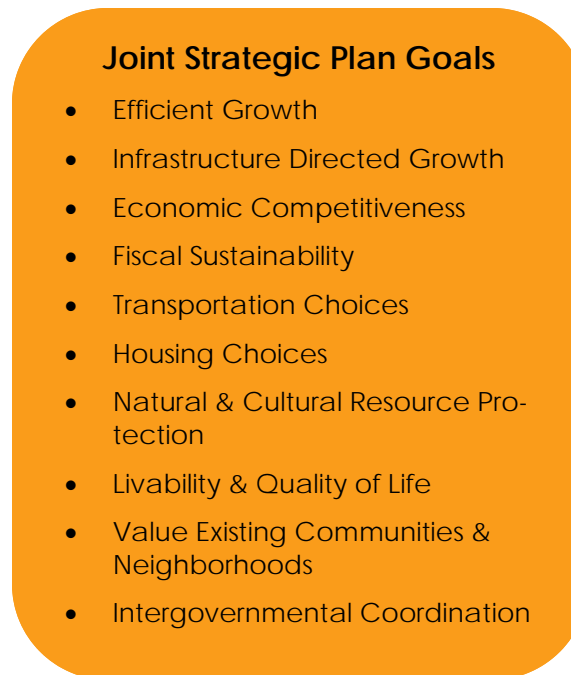 Joint Strategic Plan Goals
• Efficient Growth
• Infrastructure Directed Growth
• Economic Competitiveness
• Fiscal Sustainability
• Transportation Choices
• Housing Choices
• Natural & Cultural Resource Pro-
tection
• Livability & Quality of Life
• Value Existing Communities &
Neighborhoods
• Intergovernmental Coordination